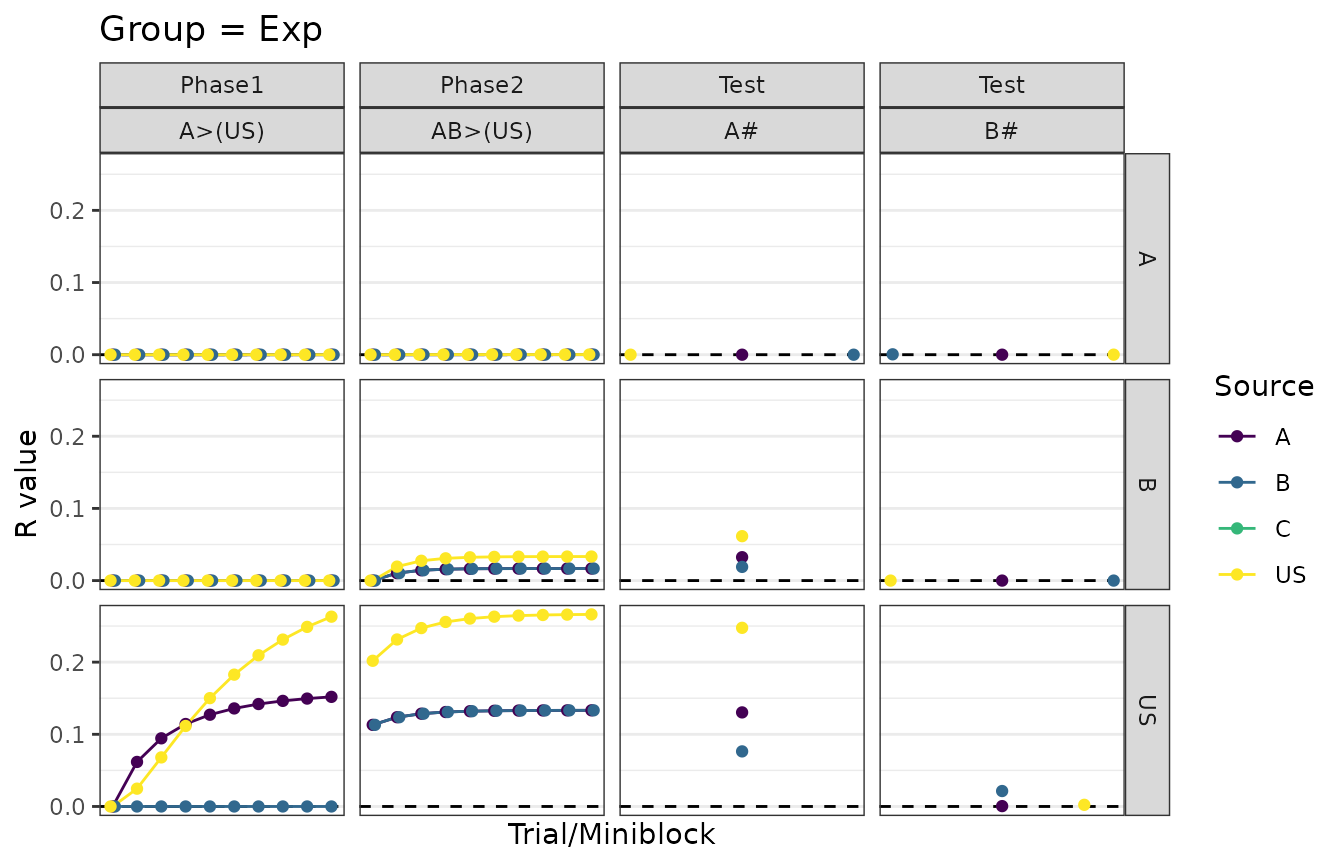 Group = Exp
Phase1 Phase2 Test Test
A>(US) AB>(US) A# B#
0.2
0.1
0.0
A
0.2
0.1
0.0
B
0.2
0.1
0.0
US
R value
Trial/Miniblock
Source
A
B
C
US